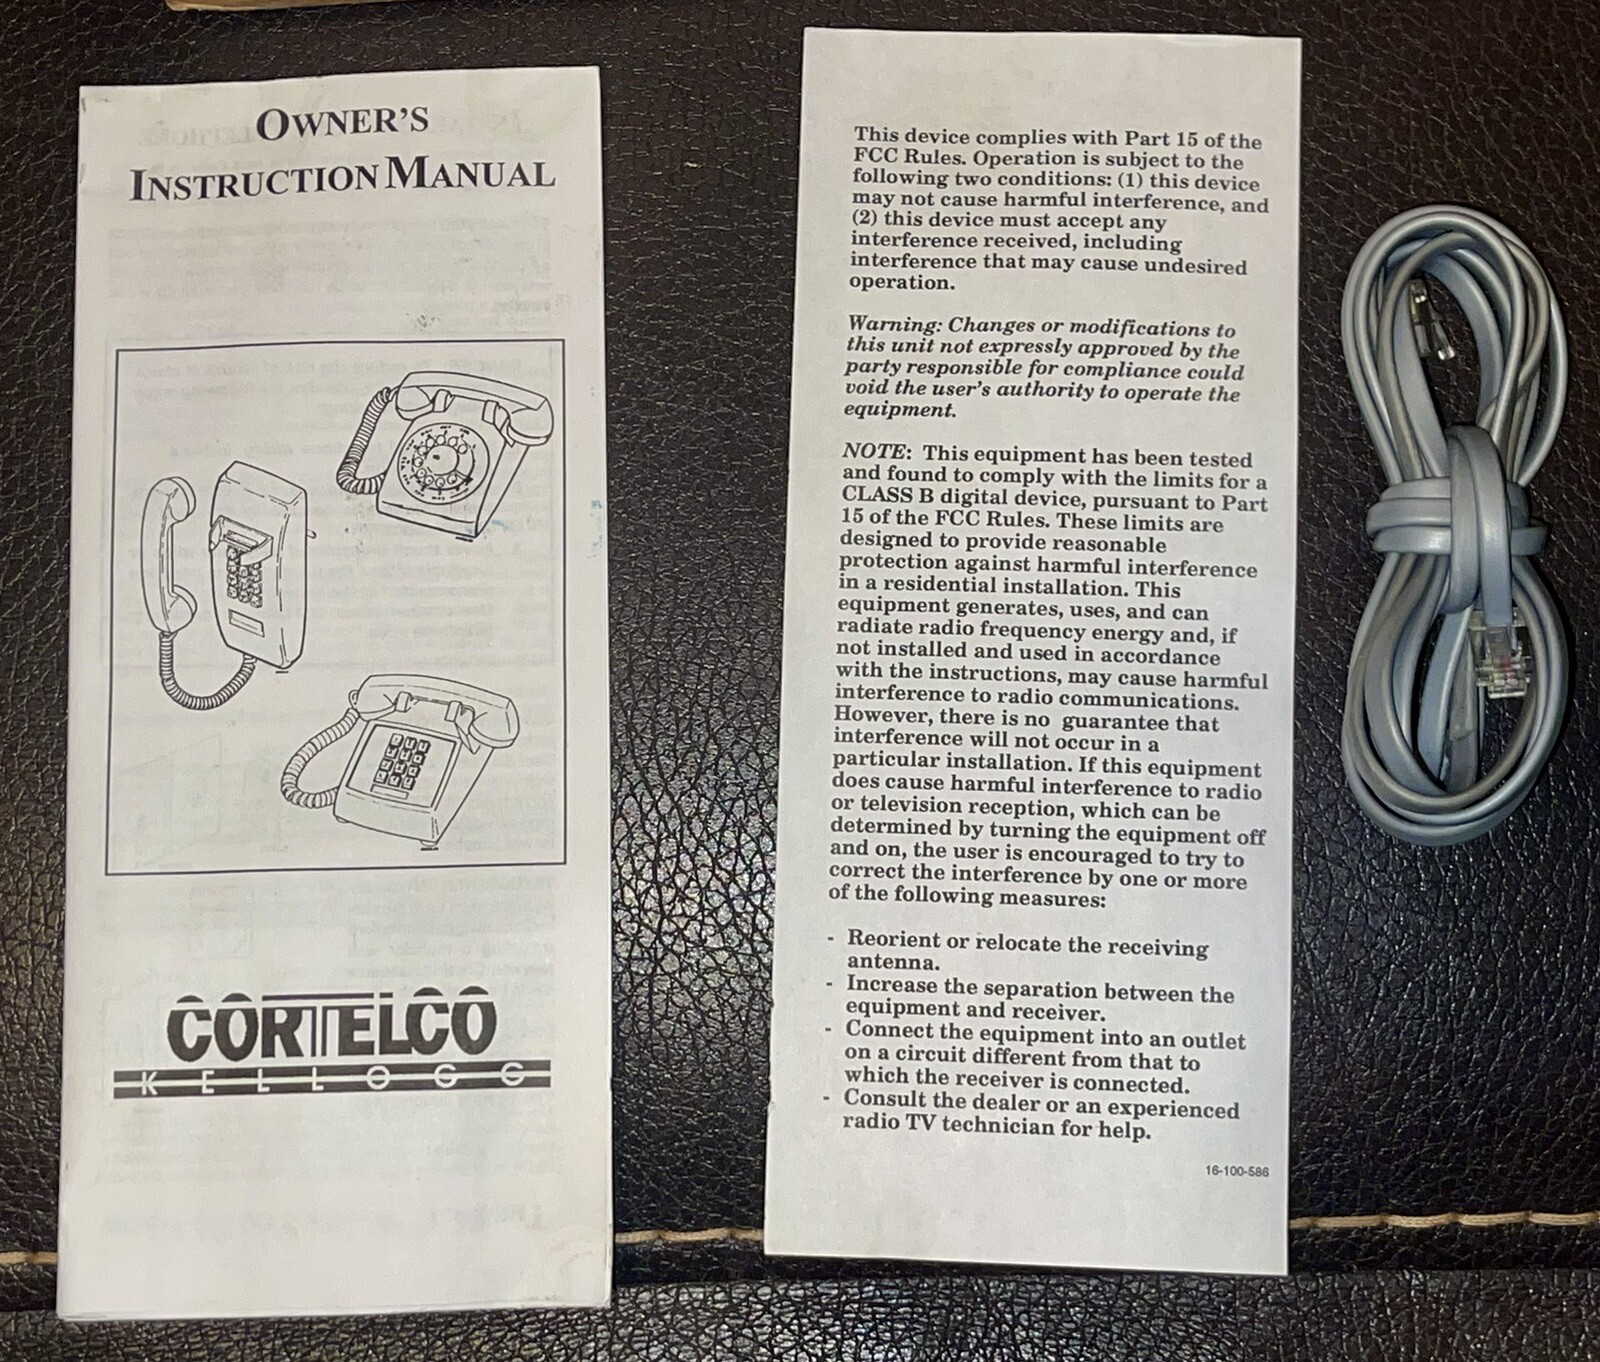 OWNER'S
INSTRUCTION MANUAL
CORTELCO
KELLOGG
This device complies with Part 15 of the
FCC Rules. Operation is subject to the
following two conditions: (1) this device
may not cause harmful interference, and
(2) this device must accept any
interference received, including
interference that may cause undesired
operation.
Warning: Changes or modifications to
this unit not expressly approved by the
party responsible for compliance could
void the user's authority to operate the
equipment.
NOTE: This equipment has been tested
and found to comply with the limits for a
CLASS B digital device, pursuant to Part
15 of the FCC Rules. These limits are
designed to provide reasonable
protection against harmful interference
in a residential installation. This
equipment generates, uses, and can
radiate radio frequency energy and, if
not installed and used in accordance
with the instructions, may cause harmful
interference to radio communications.
However, there is no guarantee that
interference will not occur in a
particular installation. If this equipment
does cause harmful interference to radio
or television reception, which can be
determined by turning the equipment off
and on, the user is encouraged to try to
correct the interference by one or more
of the following measures:
- Reorient or relocate the receiving
antenna.
- Increase the separation between the
equipment and receiver.
- Connect the equipment into an outlet
on a circuit different from that to
which the receiver is connected.
- Consult the dealer or an experienced
radio TV technician for help.
16-100-586